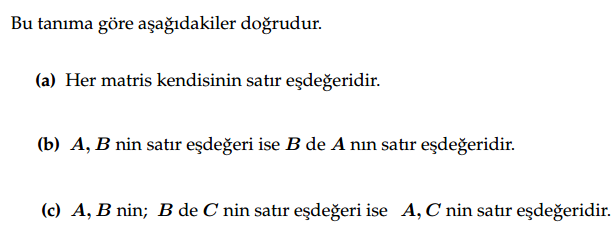 Bu tanıma göre aşağıdakiler doğrudur.
(a) Her matris kendisinin satır eşdeğeridir.
(b) A, B nin satır eşdeğeri ise B de A nın satır eşdeğeridir.
(c) A, B nin; B de C nin satır eşdeğeri ise A, C nin satır eşdeğeridir.